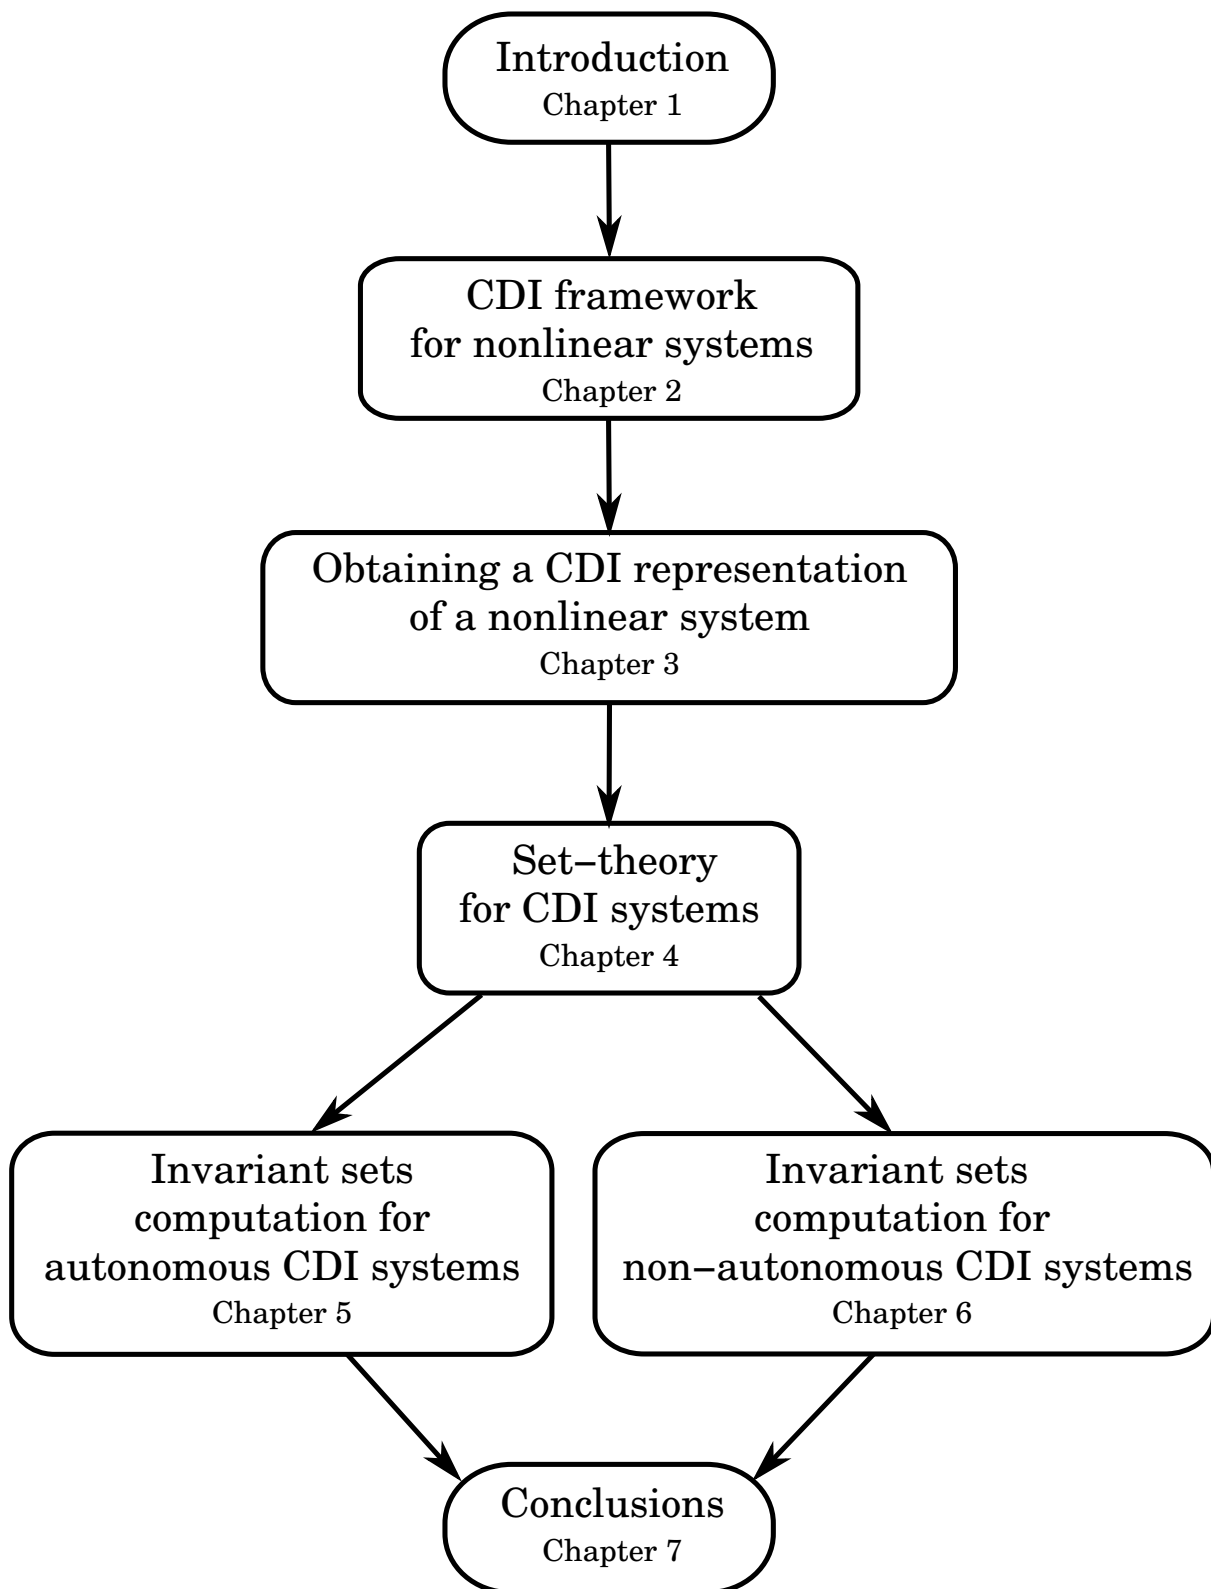 Introduction
Chapter 1
CDI framework
for nonlinear systems
Chapter 2
Obtaining a CDI representation
of a nonlinear system
Chapter 3
Set–theory
for CDI systems
Chapter 4
Invariant sets
computation for
autonomous CDI systems
Chapter 5
Invariant sets
computation for
non–autonomous CDI systems
Chapter 6
Conclusions
Chapter 7